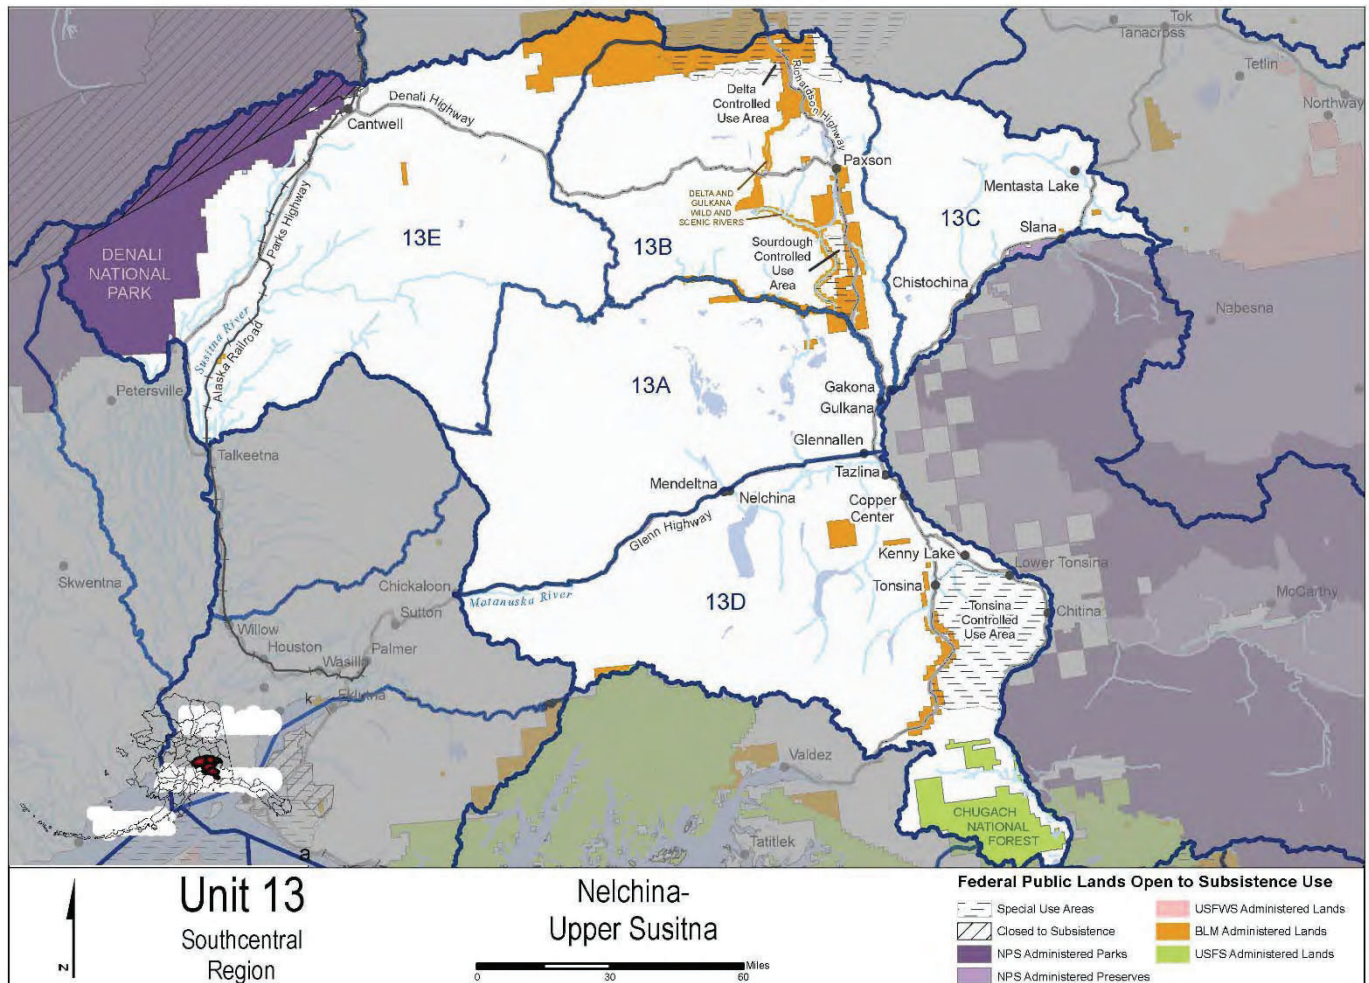 Tok
Tanacross
Tetlin
Northway
Richardson Highway
Delta
Controlled
Use Area
Denali Highway
Cantwell
Paxson
Mentasta Lake
DELTA AND
GULKANA
WILD AND
SCENIC RIVERS
Parks Highway
13E
13B
13C
Slana
Sourdough
Controlled
Use
Area
DENALI
NATIONAL
PARK
Chistochina
Nabesna
Susitna River
Alaska Railroad
Petersville
13A
Gakona
Gulkana
Glennallen
Talkeetna
Tazlina
Mendeltna
Nelchina
Copper
Center
Glenn Highway
Kenny Lake
Lower Tonsina
Skwentna
Chickaloon
Tonsina
McCarthy
Matanuska River
13D
Tonsina
Controlled
Use Area
Chitina
Sutton
Willow
Houston
Palmer
Wasilla
Eklutna
k
Valdez
CHUGACH
NATIONAL
FOREST
Tatitlek
a
Unit 13
Southcentral
Region
N
Nelchina-
Upper Susitna
Miles
0 30 60
Federal Public Lands Open to Subsistence Use
Special Use Areas
Closed to Subsistence
NPS Administered Parks
NPS Administered Preserves
USFWS Administered Lands
BLM Administered Lands
USFS Administered Lands